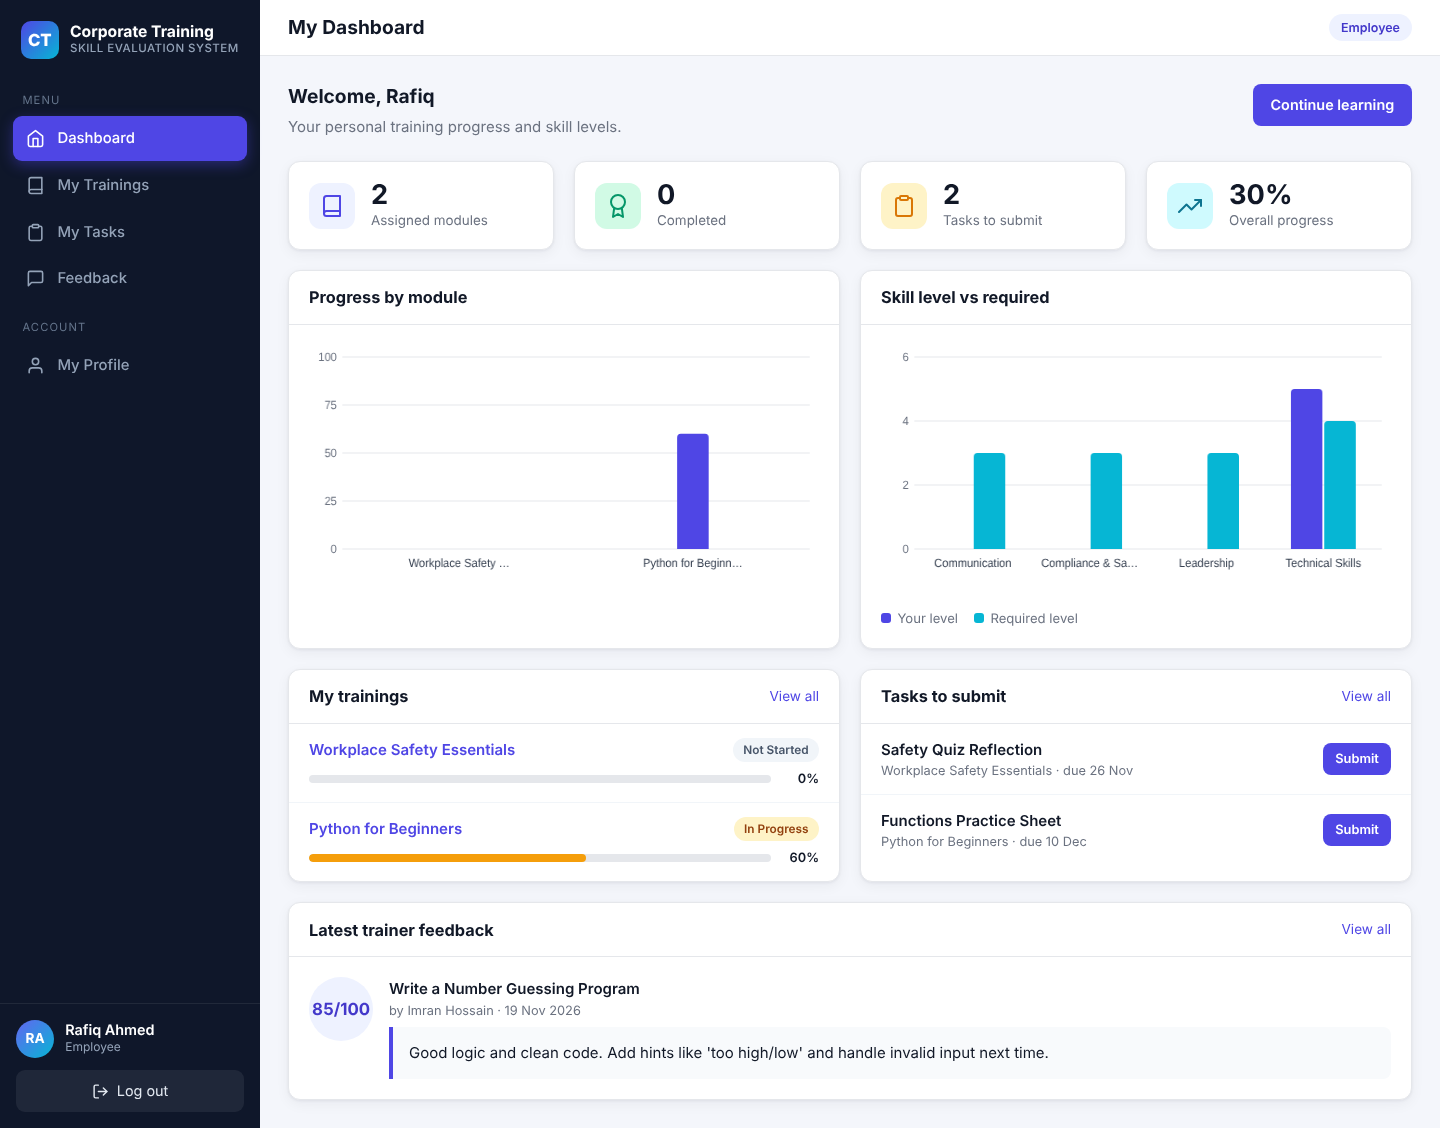 CT
Corporate Training
SKILL EVALUATION SYSTEM
MENU
Dashboard
My Trainings
My Tasks
Feedback
ACCOUNT
My Profile
RA
Rafiq Ahmed
Employee
Log out
My Dashboard
Employee
Welcome, Rafiq
Your personal training progress and skill levels.
Continue learning
2
Assigned modules
0
Completed
2
Tasks to submit
30%
Overall progress
Progress by module
100
75
50
25
0
Workplace Safety …
Python for Beginn…
Skill level vs required
6
4
2
0
Communication
Compliance & Sa…
Leadership
Technical Skills
Your level
Required level
My trainings
View all
Workplace Safety Essentials
Not Started
0%
Python for Beginners
In Progress
60%
Tasks to submit
View all
Safety Quiz Reflection
Workplace Safety Essentials · due 26 Nov
Submit
Functions Practice Sheet
Python for Beginners · due 10 Dec
Submit
Latest trainer feedback
View all
85/100
Write a Number Guessing Program
by Imran Hossain · 19 Nov 2026
Good logic and clean code. Add hints like 'too high/low' and handle invalid input next time.